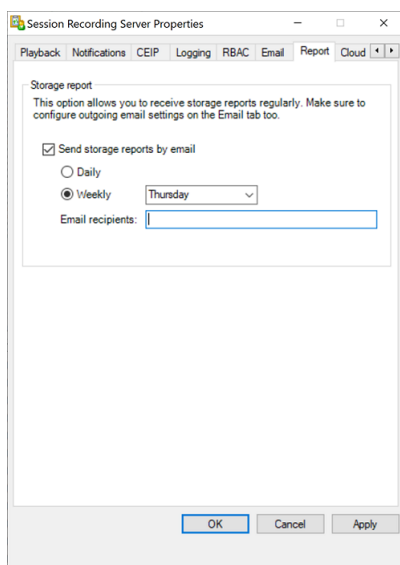 Session Recording Server Properties
Playback Notifications CEIP Logging RBAC Email Report Cloud
Storage report
This option allows you to receive storage reports regularly. Make sure to
configure outgoing email settings on the Email tab too.
Send storage reports by email
Daily
Weekly Thursday
Email recipients:
OK Cancel Apply